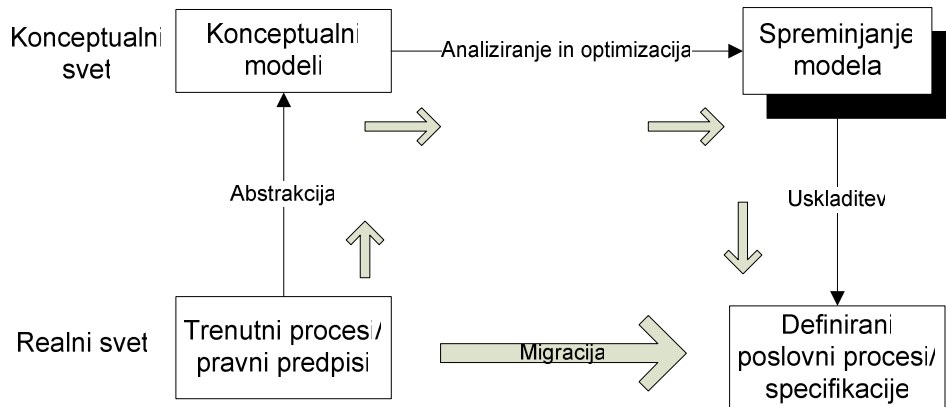 Konceptualni
svet
Konceptualni
modeli
Analiziranje in optimizacija
Spreminjanje
modela
Abstrakcija
Uskladitev
Realni svet
Trenutni procesi/
pravni predpisi
Migracija
Definirani
poslovni procesi/
specifikacije